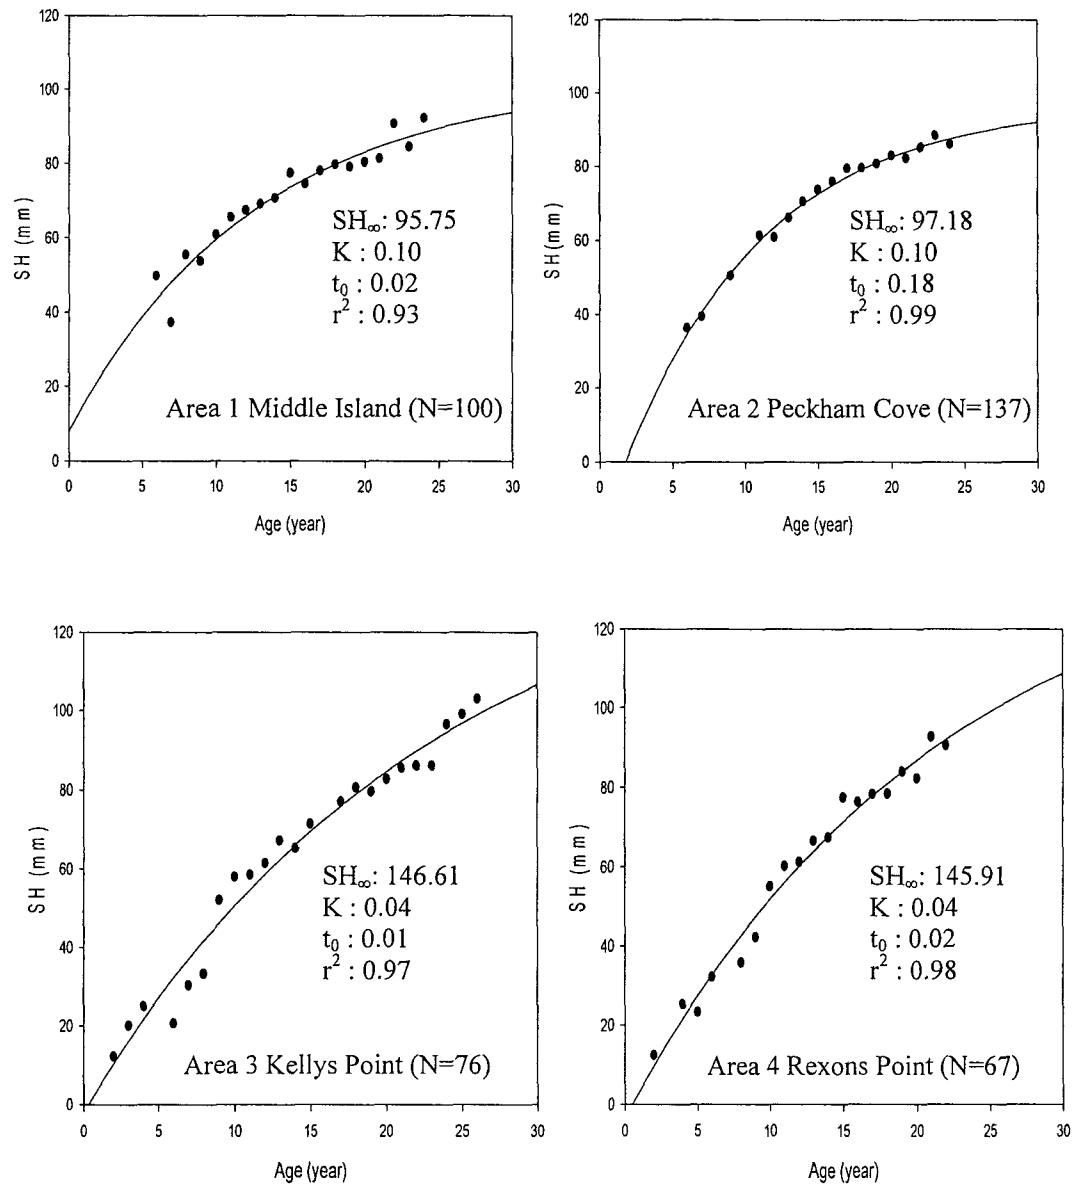 120
100
80
60
40
20
0
SH (mm)
SH∞: 95.75
K : 0.10
t0 : 0.02
r2 : 0.93
Area 1 Middle Island (N=100)
0 5 10 15 20 25 30
Age (year)
120
100
80
60
40
20
0
SH (mm)
SH∞: 97.18
K : 0.10
t0 : 0.18
r2 : 0.99
Area 2 Peckham Cove (N=137)
0 5 10 15 20 25 30
Age (year)
120
100
80
60
40
20
0
SH (mm)
SH∞: 146.61
K : 0.04
t0 : 0.01
r2 : 0.97
Area 3 Kellys Point (N=76)
0 5 10 15 20 25 30
Age (year)
120
100
80
60
40
20
0
SH (mm)
SH∞: 145.91
K : 0.04
t0 : 0.02
r2 : 0.98
Area 4 Rexons Point (N=67)
0 5 10 15 20 25 30
Age (year)